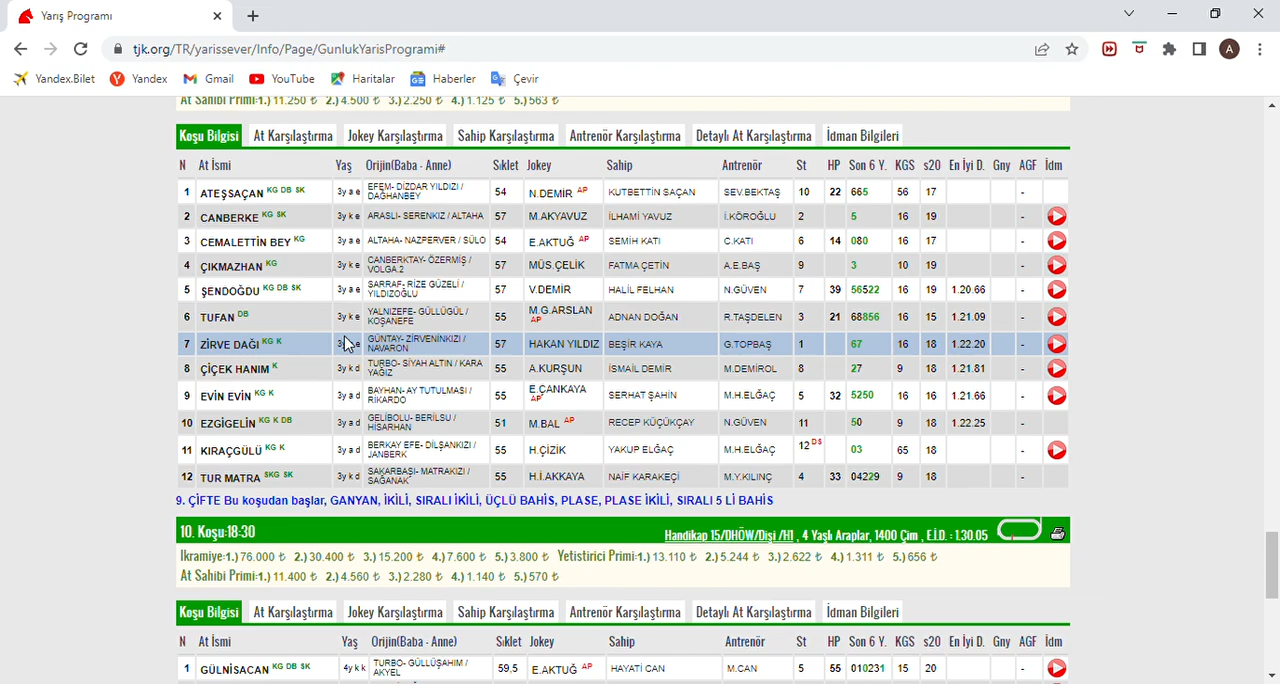 Yarış Programı
tjk.org/TR/yarissever/Info/Page/GunlukYarisProgrami#
A
Yandex.Bilet Yandex Gmail YouTube Haritalar Haberler Çevir
At Sahibi Primi:1.) 11.250 ₺ 2.) 4.500 ₺ 3.) 2.250 ₺ 4.) 1.125 ₺ 5.) 563 ₺
Koşu Bilgisi At Karşılaştırma Jokey Karşılaştırma Sahip Karşılaştırma Antrenör Karşılaştırma Detaylı At Karşılaştırma İdman Bilgileri
N At İsmi Yaş Orijin(Baba - Anne) Sıklet Jokey Sahip Antrenör St HP Son 6 Y. KGS s20 En İyi D. Gny AGF İdm
1 ATEŞSAÇAN KG DB SK 3y a e EFEM- DİZDAR YILDIZI / DAĞHANBEY 54 N.DEMİR AP KUTBETTİN SAÇAN SEV.BEKTAŞ 10 22 665 56 17 -
2 CANBERKE KG SK 3y k e ARASLI- SERENKIZ / ALTAHA 57 M.AKYAVUZ İLHAMİ YAVUZ İ.KÖROĞLU 2 5 16 19 -
3 CEMALETTİN BEY KG 3y a e ALTAHA- NAZPERVER / SÜLO 54 E.AKTUĞ AP SEMİH KATI C.KATI 6 14 080 16 17 -
4 ÇIKMAZHAN KG 3y k e CANBERKTAY- ÖZERMİŞ / VOLGA.2 57 MÜS.ÇELİK FATMA ÇETİN A.E.BAŞ 9 3 10 19 -
5 ŞENDOĞDU KG DB SK 3y a e SARRAF- RİZE GÜZELİ / YILDIZOĞLU 57 V.DEMİR HALİL FELHAN N.GÜVEN 7 39 56522 16 19 1.20.66 -
6 TUFAN DB 3y k e YALNIZEFE- GÜLLÜGÜL / KOŞANEFE 55 M.G.ARSLAN AP ADNAN DOĞAN R.TAŞDELEN 3 21 68856 16 15 1.21.09 -
7 ZİRVE DAĞI KG K 3y e GÜNTAY- ZİRVENİNKIZI / NAVARON 57 HAKAN YILDIZ BEŞİR KAYA G.TOPBAŞ 1 67 16 18 1.22.20 -
8 ÇİÇEK HANIM K 3y k d TURBO- SİYAH ALTIN / KARA YAĞIZ 55 A.KURŞUN İSMAİL DEMİR M.DEMİROL 8 27 9 18 1.21.81 -
9 EVİN EVİN KG K 3y a d BAYHAN- AY TUTULMASI / RİKARDO 55 E.ÇANKAYA AP SERHAT ŞAHİN M.H.ELĞAÇ 5 32 5250 16 16 1.21.66 -
10 EZGİGELİN KG K DB 3y a d GELİBOLU- BERİLSU / HİSARHAN 51 M.BAL AP RECEP KÜÇÜKÇAY N.GÜVEN 11 50 9 18 1.22.25 -
11 KIRAÇGÜLÜ KG K 3y a d BERKAY EFE- DİLŞANKIZI / JANBERK 55 H.ÇİZİK YAKUP ELĞAÇ M.H.ELĞAÇ 12 DS 03 65 18 -
12 TUR MATRA SKG SK 3y k d SAKARBAŞI- MATRAKIZI / SAĞANAK 55 H.İ.AKKAYA NAİF KARAKEÇİ M.Y.KILINÇ 4 33 04229 9 18 -
9. ÇİFTE Bu koşudan başlar, GANYAN, İKİLİ, SIRALI İKİLİ, ÜÇLÜ BAHİS, PLASE, PLASE İKİLİ, SIRALI 5 Lİ BAHİS
10. Koşu:18:30 Handikap 15/DHÖW/Dişi /H1 , 4 Yaşlı Araplar, 1400 Çim , E.İ.D. : 1.30.05
İkramiye:1.) 76.000 ₺ 2.) 30.400 ₺ 3.) 15.200 ₺ 4.) 7.600 ₺ 5.) 3.800 ₺ Yetistirici Primi:1.) 13.110 ₺ 2.) 5.244 ₺ 3.) 2.622 ₺ 4.) 1.311 ₺ 5.) 656 ₺
At Sahibi Primi:1.) 11.400 ₺ 2.) 4.560 ₺ 3.) 2.280 ₺ 4.) 1.140 ₺ 5.) 570 ₺
Koşu Bilgisi At Karşılaştırma Jokey Karşılaştırma Sahip Karşılaştırma Antrenör Karşılaştırma Detaylı At Karşılaştırma İdman Bilgileri
N At İsmi Yaş Orijin(Baba - Anne) Sıklet Jokey Sahip Antrenör St HP Son 6 Y. KGS s20 En İyi D. Gny AGF İdm
1 GÜLNİSACAN KG DB SK 4y k k TURBO- GÜLLÜŞAHIM / AKYEL 59,5 E.AKTUĞ AP HAYATİ CAN M.CAN 5 55 010231 15 20 -